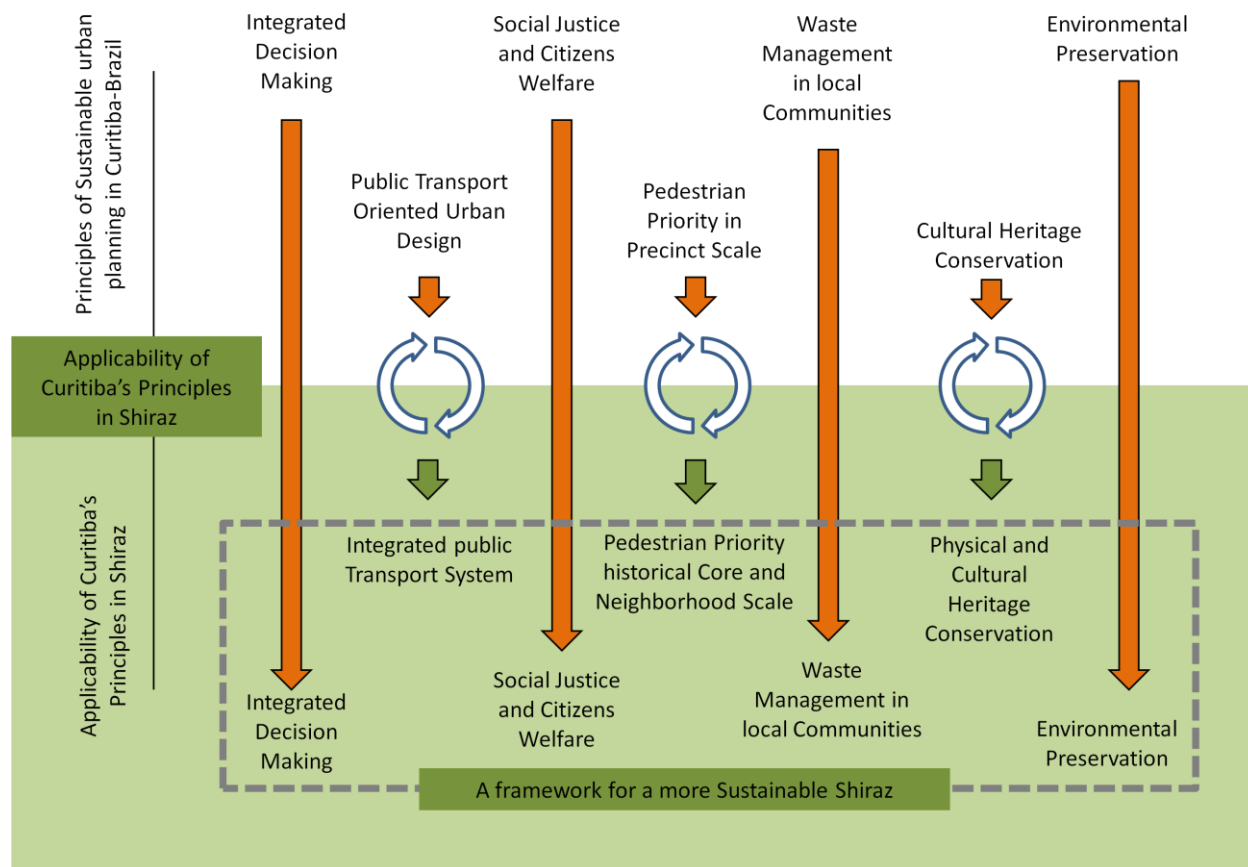 Integrated
Decision
Making
Social Justice
and Citizens
Welfare
Waste
Management
in local
Communities
Environmental
Preservation
Principles of Sustainable urban
planning in Curitiba-Brazil
Public Transport
Oriented Urban
Design
Pedestrian
Priority in
Precinct Scale
Cultural Heritage
Conservation
Applicability of
Curitiba’s Principles
in Shiraz
Applicability of Curitiba’s
Principles in Shiraz
Integrated public
Transport System
Pedestrian Priority
historical Core and
Neighborhood Scale
Physical and
Cultural
Heritage
Conservation
Integrated
Decision
Making
Social Justice
and Citizens
Welfare
Waste
Management in
local Communities
Environmental
Preservation
A framework for a more Sustainable Shiraz